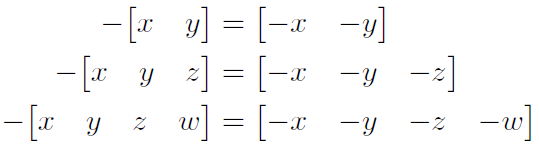 −[x y] = [−x −y]
−[x y z] = [−x −y −z]
−[x y z w] = [−x −y −z −w]